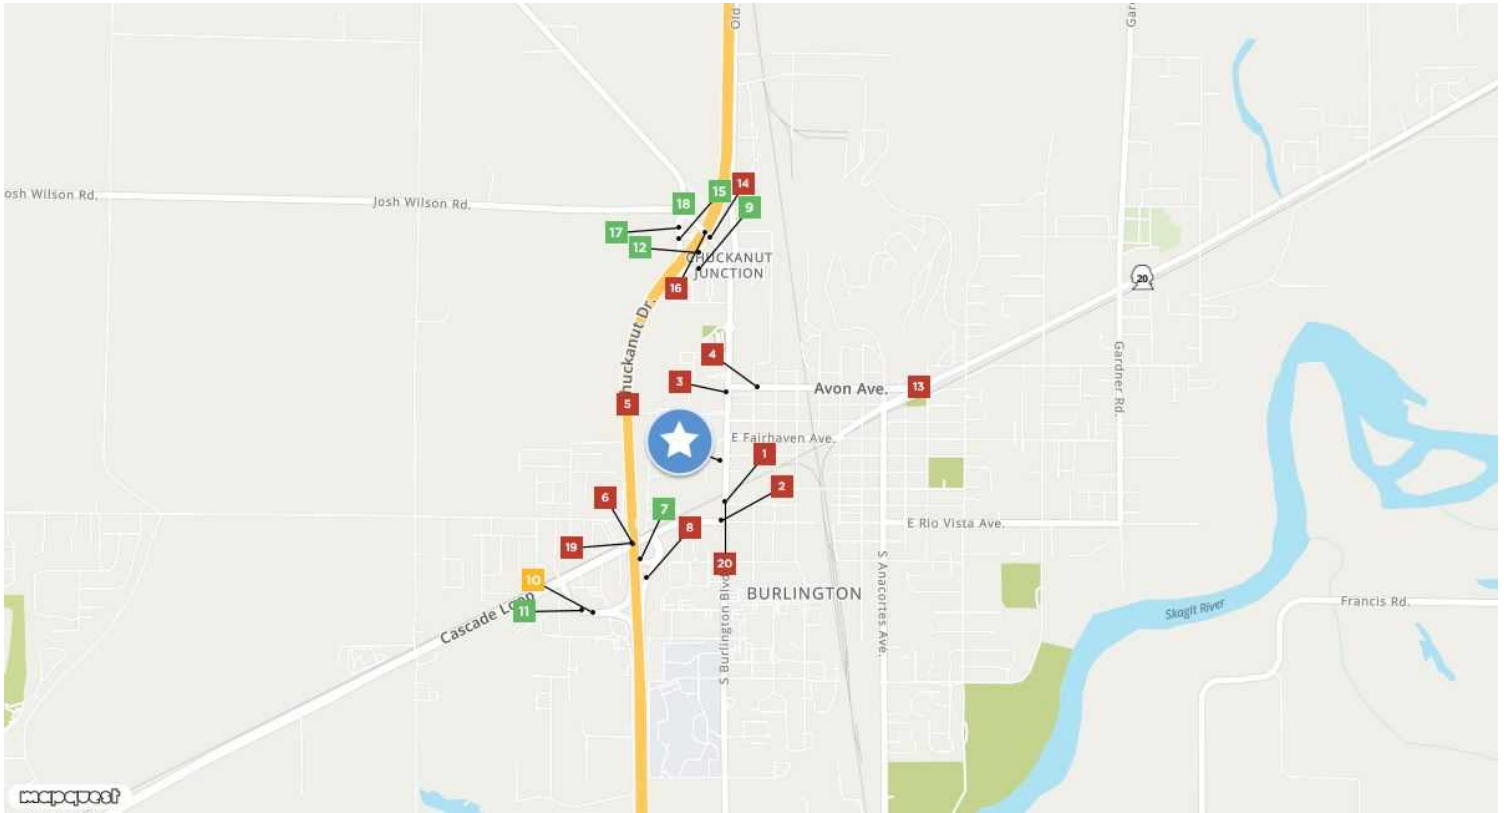 Old
Gar
osh Wilson Rd.
Josh Wilson Rd.
18
15
14
9
17
12
CHUCKANUT
JUNCTION
16
20
huckanut Dr.
4
3
Avon Ave.
13
Gardner Rd.
5
E Fairhaven Ave.
1
2
6
7
8
E Rio Vista Ave.
19
20
10
11
Cascade Loop
BURLINGTON
S Burlington Blvd
S Anacortes Ave.
Skagit River
Francis Rd.
mapquest